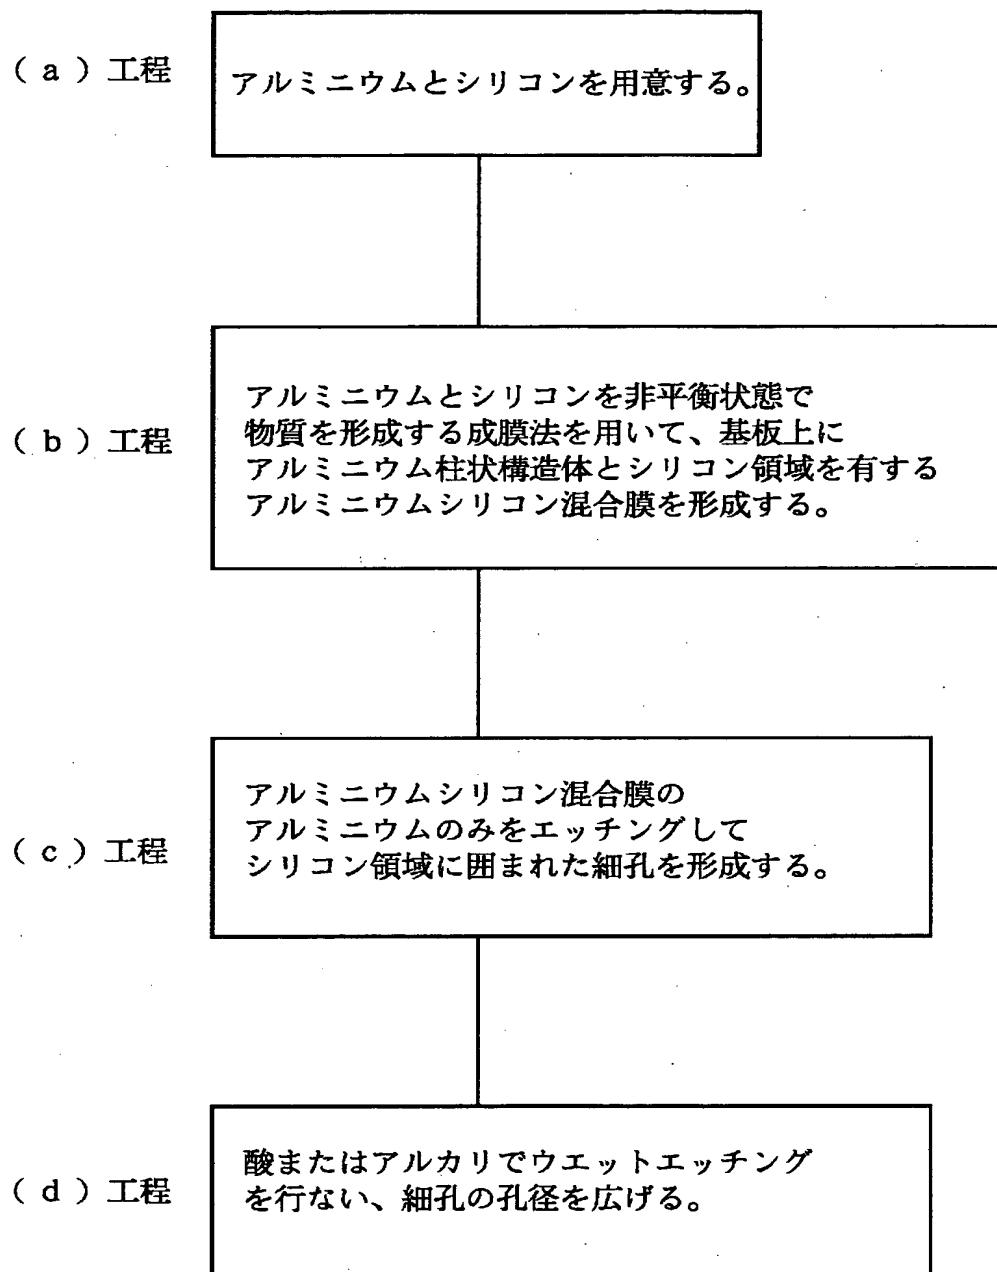 (a)工程
アルミニウムとシリコンを用意する。
(b)工程
アルミニウムとシリコンを非平衡状態で
物質を形成する成膜法を用いて、基板上に
アルミニウム柱状構造体とシリコン領域を有する
アルミニウムシリコン混合膜を形成する。
(c)工程
アルミニウムシリコン混合膜の
アルミニウムのみをエッチングして
シリコン領域に囲まれた細孔を形成する。
(d)工程
酸またはアルカリでウエットエッチング
を行ない、細孔の孔径を広げる。